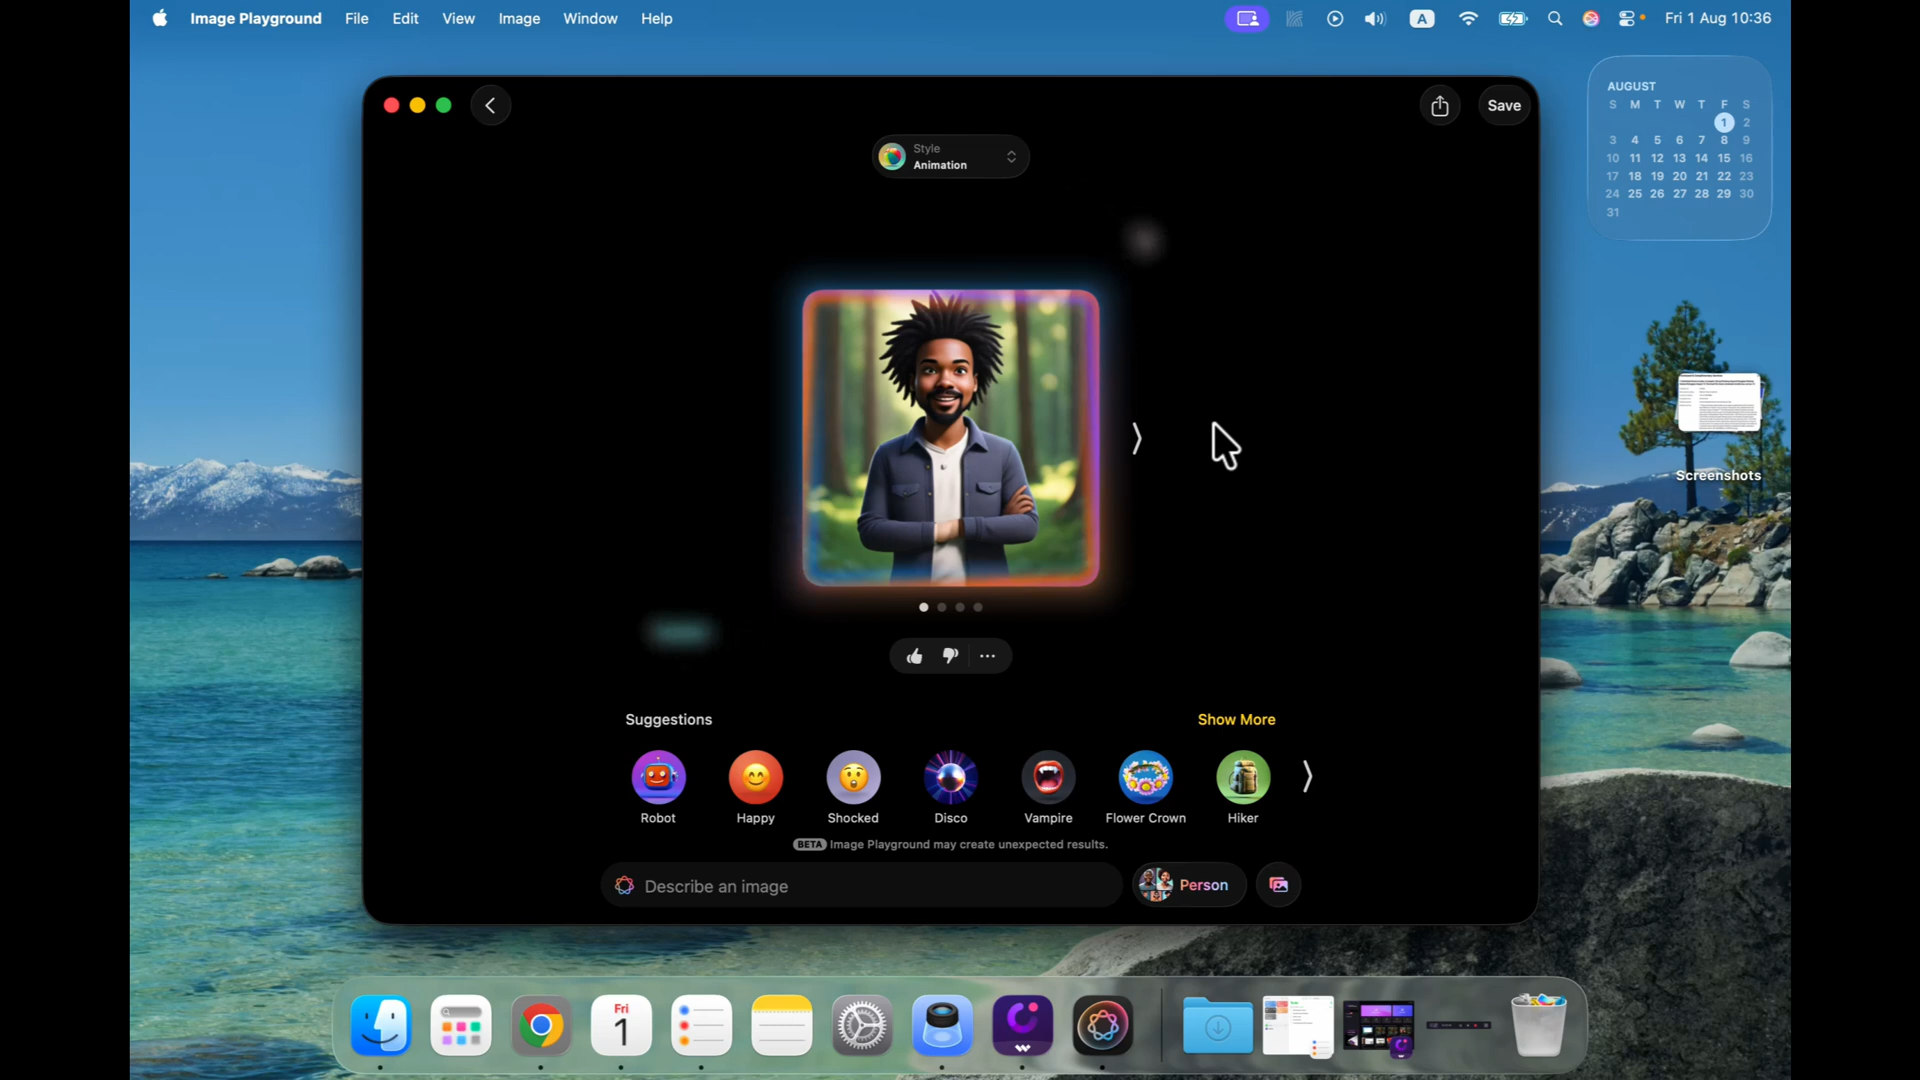 Image Playground File Edit View Image Window Help
A
Fri 1 Aug 10:36
Save
Style
Animation
AUGUST
S M T W T F S
1 2
3 4 5 6 7 8 9
10 11 12 13 14 15 16
17 18 19 20 21 22 23
24 25 26 27 28 29 30
31
Screenshots
Suggestions
Show More
Robot Happy Shocked Disco Vampire Flower Crown Hiker
BETA Image Playground may create unexpected results.
Describe an image
Person
Fri
1